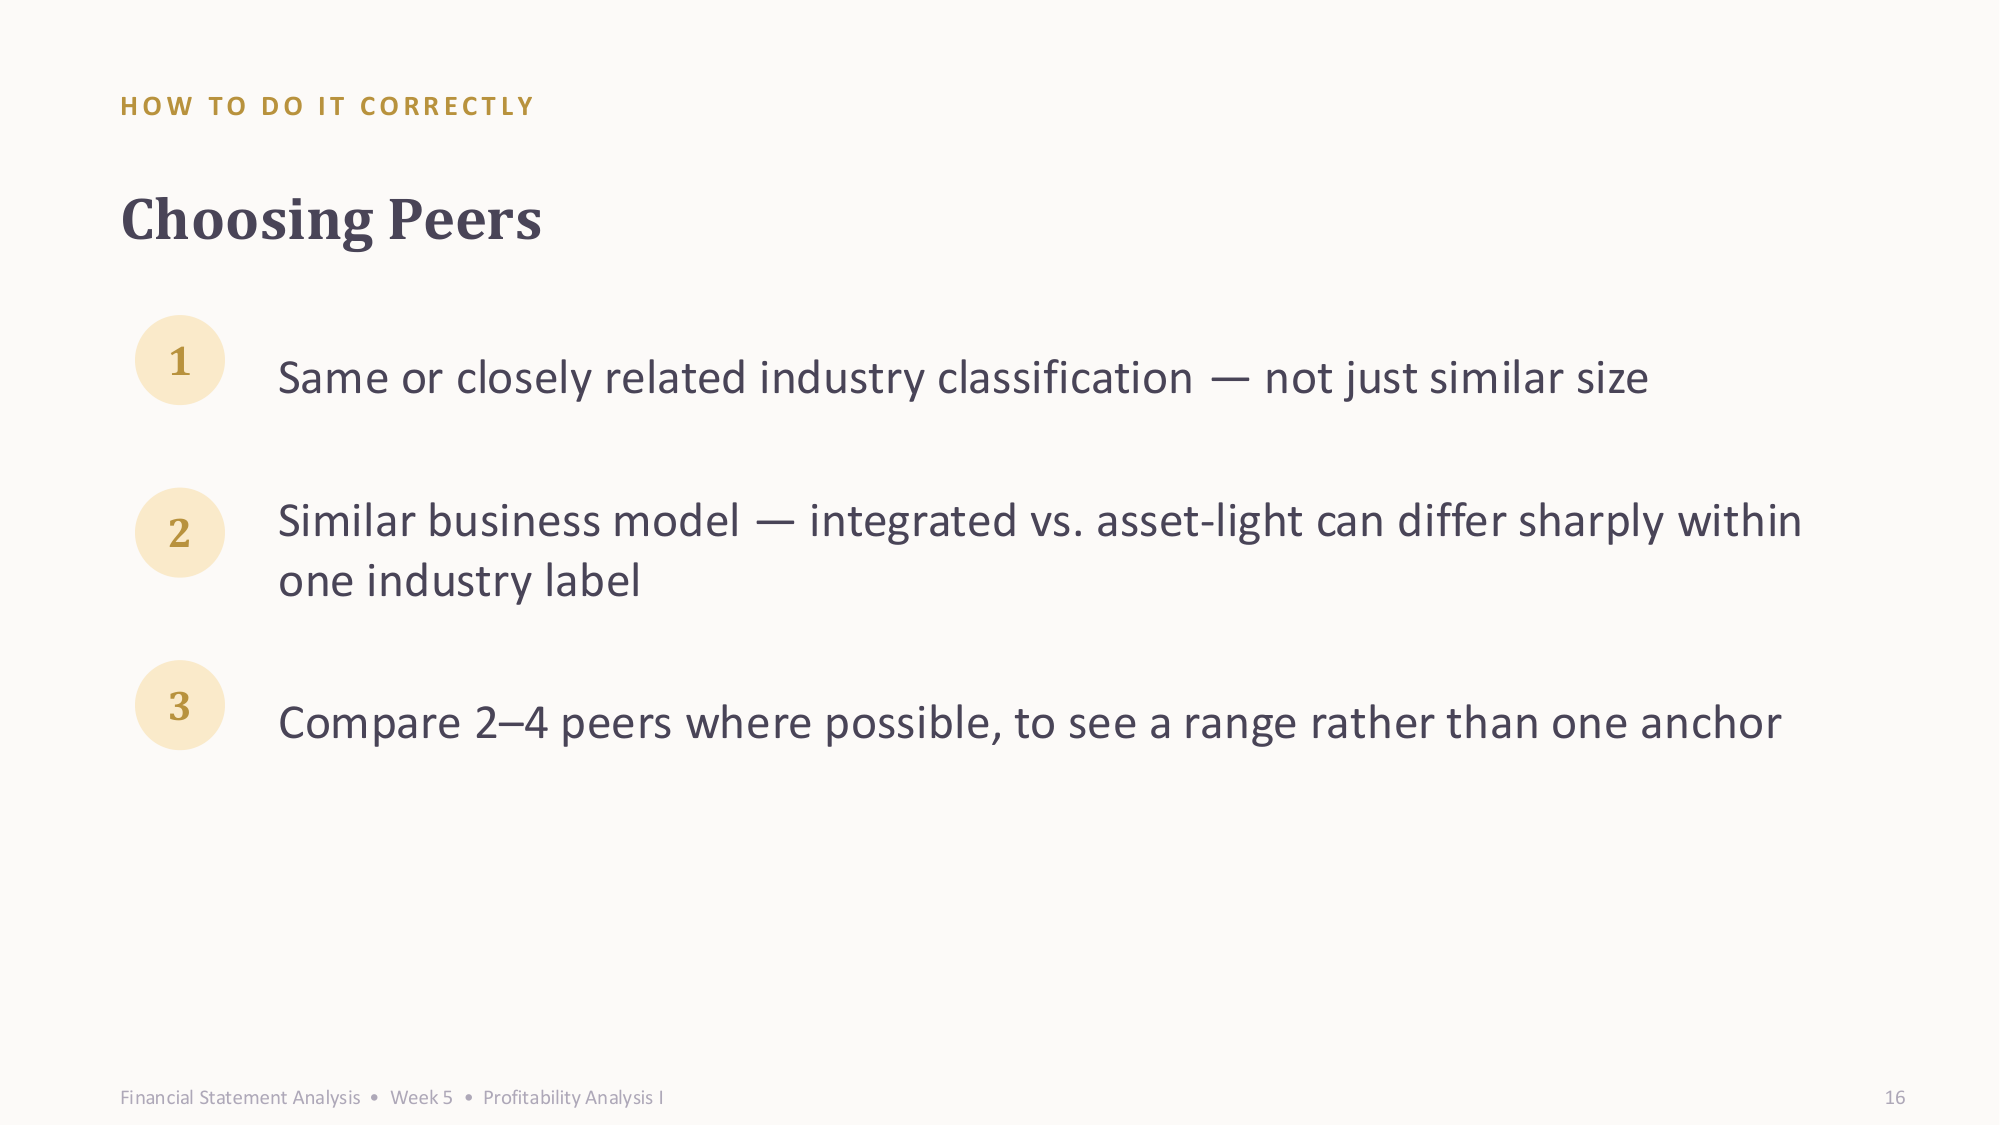 HOW TO DO IT CORRECTLY
Choosing Peers
1
Same or closely related industry classification — not just similar size
2
Similar business model — integrated vs. asset-light can differ sharply within
one industry label
3
Compare 2–4 peers where possible, to see a range rather than one anchor
Financial Statement Analysis • Week 5 • Profitability Analysis I
16